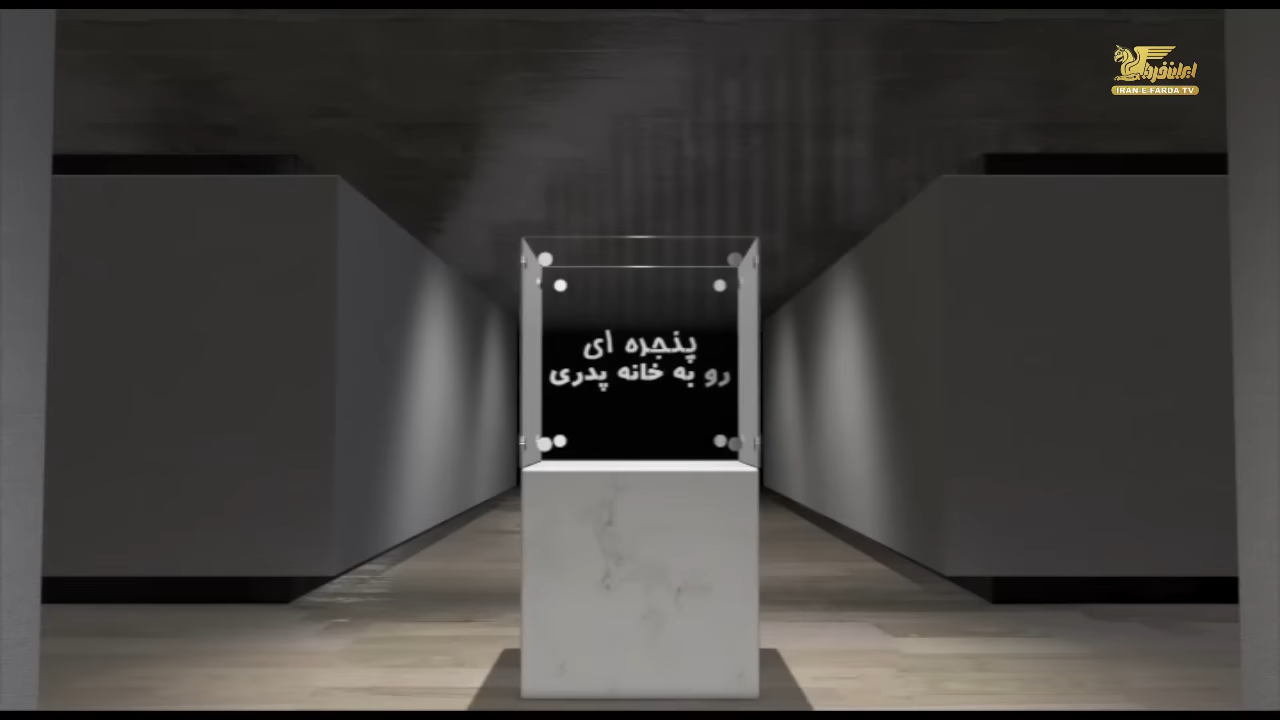 ایران فردا
IRAN-E-FARDA TV
پنجره ای
رو به خانه پدری